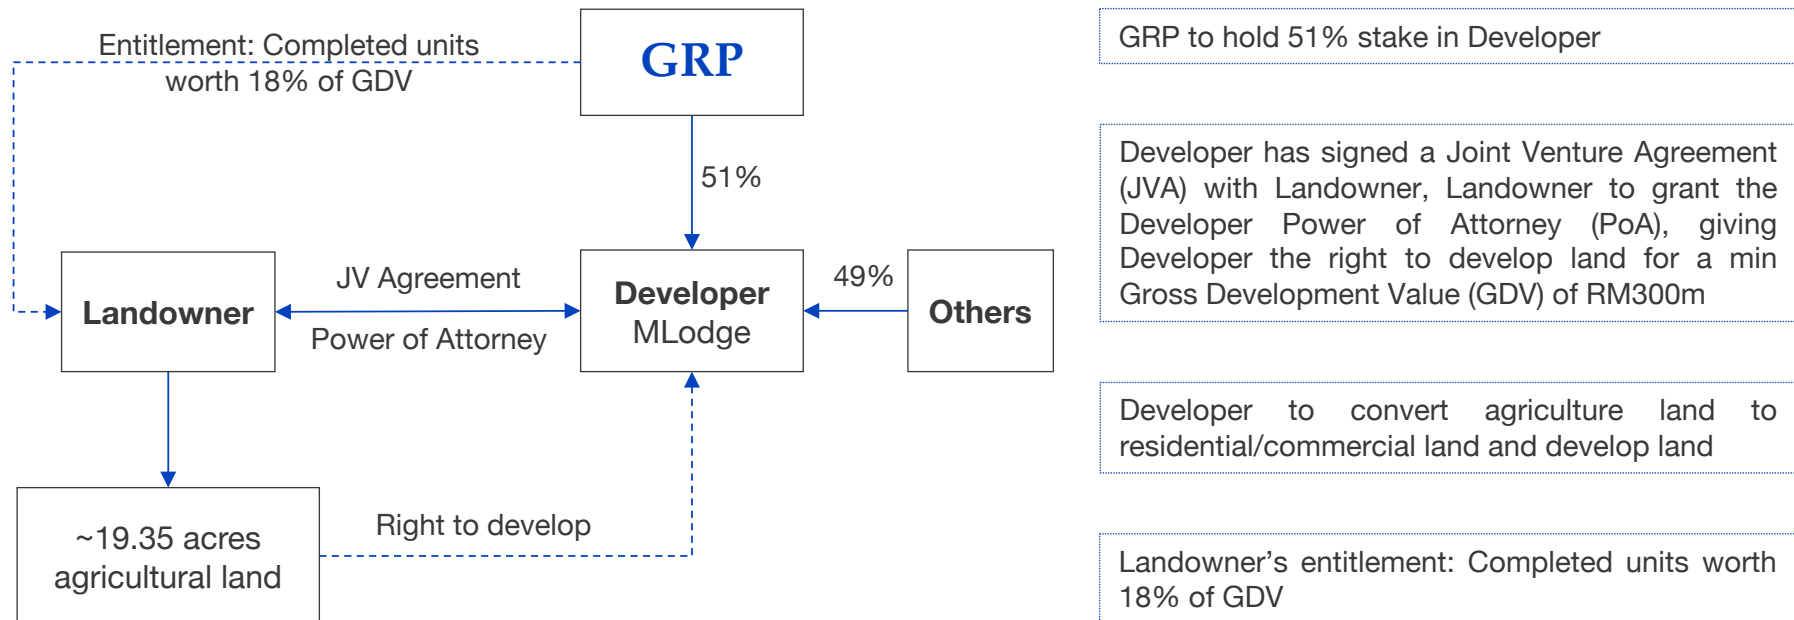 Entitlement: Completed units
worth 18% of GDV
GRP
51%
Landowner
JV Agreement
Power of Attorney
Developer
MLodge
49%
Others
~19.35 acres
agricultural land
Right to develop
GRP to hold 51% stake in Developer
Developer has signed a Joint Venture Agreement
(JVA) with Landowner, Landowner to grant the
Developer Power of Attorney (PoA), giving
Developer the right to develop land for a min
Gross Development Value (GDV) of RM300m
Developer to convert agriculture land to
residential/commercial land and develop land
Landowner’s entitlement: Completed units worth
18% of GDV